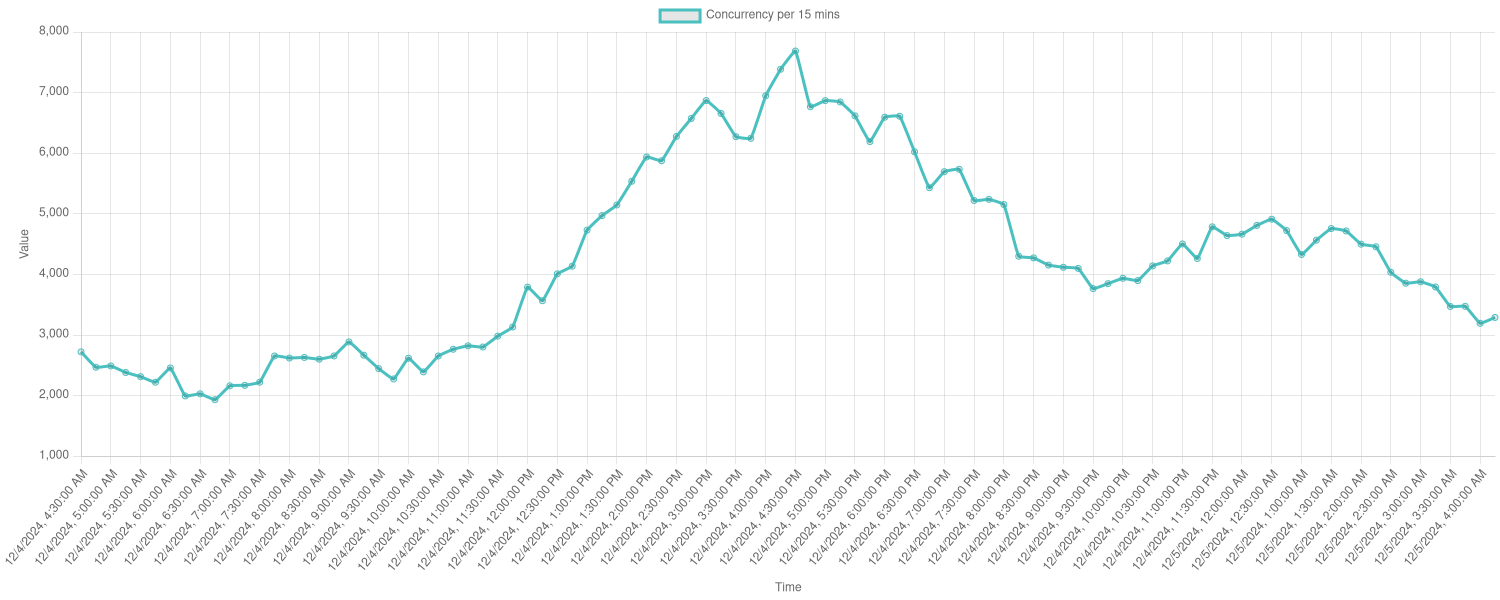 Concurrency per 15 mins
8,000
7,000
6,000
5,000
4,000
3,000
2,000
1,000
Value
12/4/2024, 4:30:00 AM
12/4/2024, 5:00:00 AM
12/4/2024, 5:30:00 AM
12/4/2024, 6:00:00 AM
12/4/2024, 6:30:00 AM
12/4/2024, 7:00:00 AM
12/4/2024, 7:30:00 AM
12/4/2024, 8:00:00 AM
12/4/2024, 8:30:00 AM
12/4/2024, 9:00:00 AM
12/4/2024, 9:30:00 AM
12/4/2024, 10:00:00 AM
12/4/2024, 10:30:00 AM
12/4/2024, 11:00:00 AM
12/4/2024, 11:30:00 AM
12/4/2024, 12:00:00 PM
12/4/2024, 12:30:00 PM
12/4/2024, 1:00:00 PM
12/4/2024, 1:30:00 PM
12/4/2024, 2:00:00 PM
12/4/2024, 2:30:00 PM
12/4/2024, 3:00:00 PM
12/4/2024, 3:30:00 PM
12/4/2024, 4:00:00 PM
12/4/2024, 4:30:00 PM
12/4/2024, 5:00:00 PM
12/4/2024, 5:30:00 PM
12/4/2024, 6:00:00 PM
12/4/2024, 6:30:00 PM
12/4/2024, 7:00:00 PM
12/4/2024, 7:30:00 PM
12/4/2024, 8:00:00 PM
12/4/2024, 8:30:00 PM
12/4/2024, 9:00:00 PM
12/4/2024, 9:30:00 PM
12/4/2024, 10:00:00 PM
12/4/2024, 10:30:00 PM
12/4/2024, 11:00:00 PM
12/4/2024, 11:30:00 PM
12/5/2024, 12:00:00 AM
12/5/2024, 12:30:00 AM
12/5/2024, 1:00:00 AM
12/5/2024, 1:30:00 AM
12/5/2024, 2:00:00 AM
12/5/2024, 2:30:00 AM
12/5/2024, 3:00:00 AM
12/5/2024, 3:30:00 AM
12/5/2024, 4:00:00 AM
Time